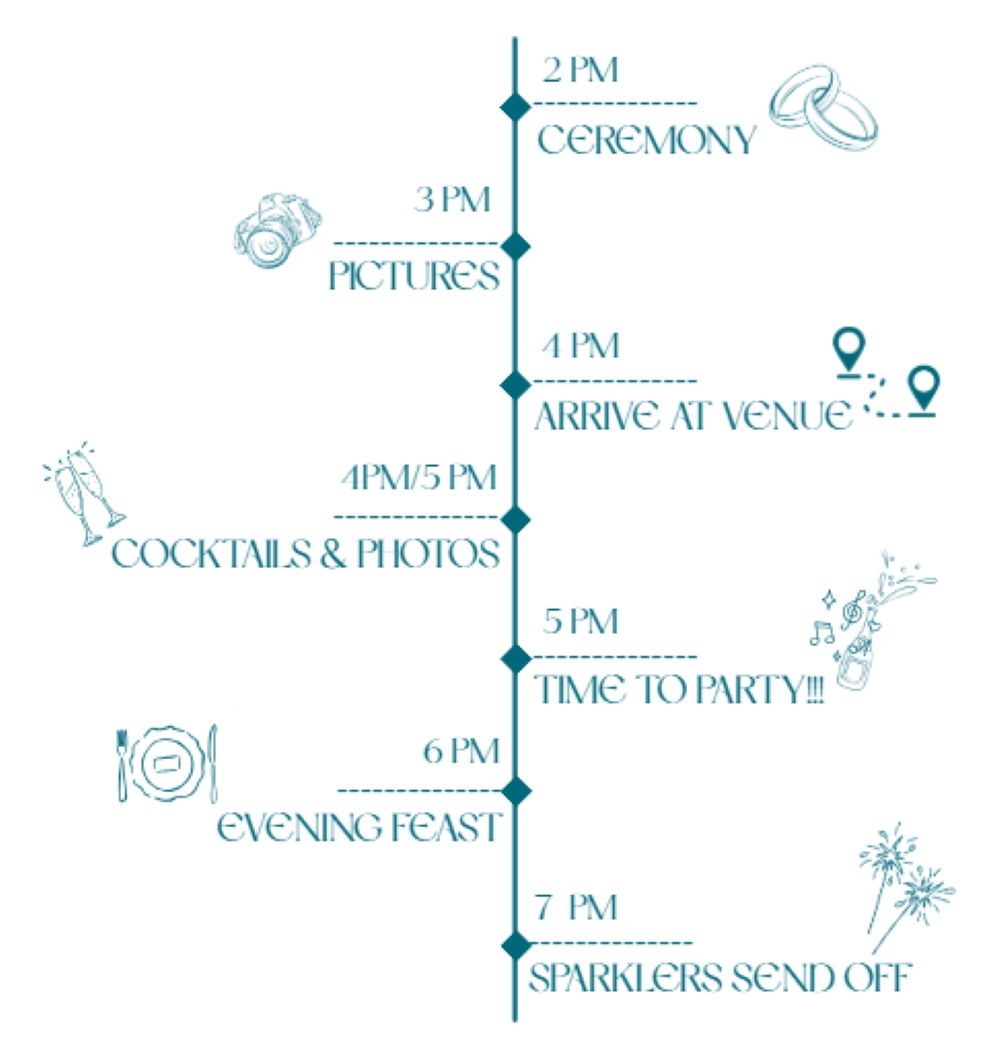 2 PM
CEREMONY
3 PM
PICTURES
4 PM
ARRIVE AT VENUE
4PM/5 PM
COCKTAILS & PHOTOS
5 PM
TIME TO PARTY!!!
6 PM
EVENING FEAST
7 PM
SPARKLERS SEND OFF